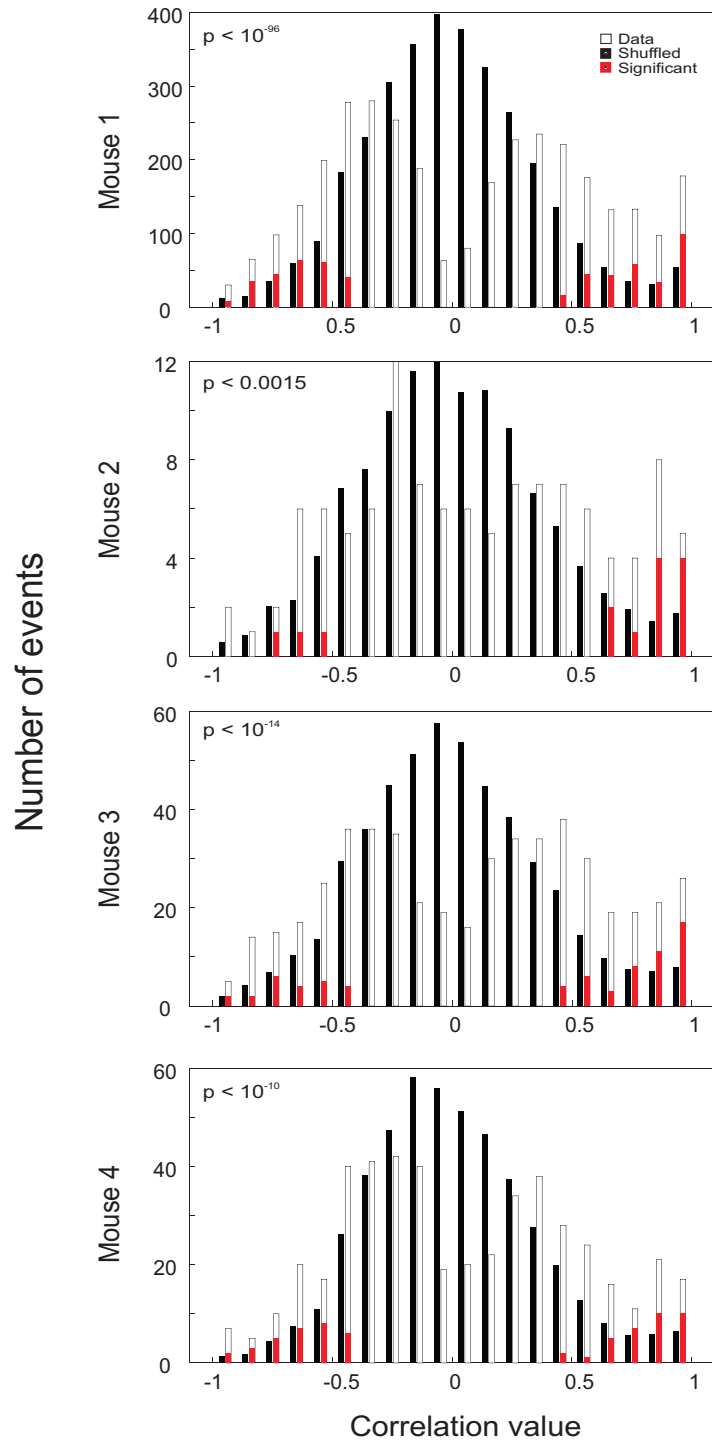 Number of events
Mouse 1
p < 10-96
Data
Shuffled
Significant
400
300
200
100
0
-1 0.5 0 0.5 1
Mouse 2
p < 0.0015
12
8
4
0
-1 -0.5 0 0.5 1
Mouse 3
p < 10-14
60
40
20
0
-1 -0.5 0 0.5 1
Mouse 4
p < 10-10
60
40
20
0
-1 -0.5 0 0.5 1
Correlation value